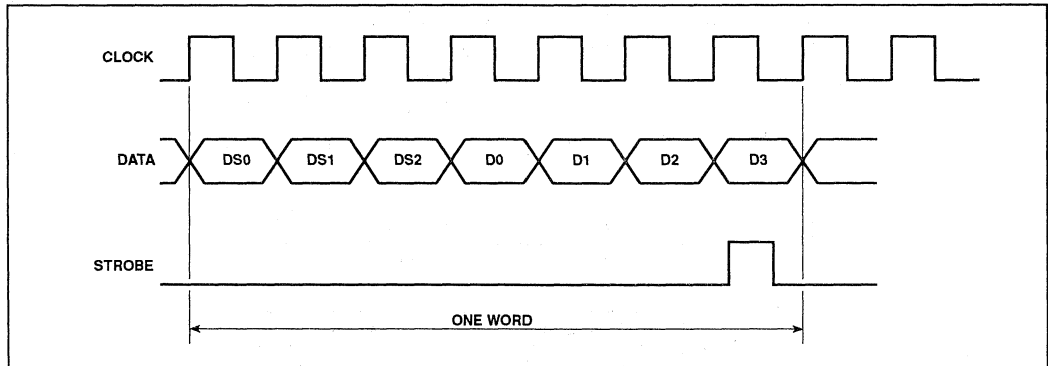 CLOCK
DATA DS0 DS1 DS2 D0 D1 D2 D3
STROBE
ONE WORD